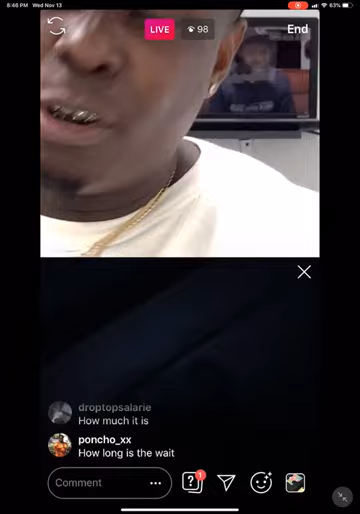 8:46 PM Wed Nov 13
63%
LIVE
98
End
droptopsalarie
How much it is
poncho_xx
How long is the wait
1
Comment